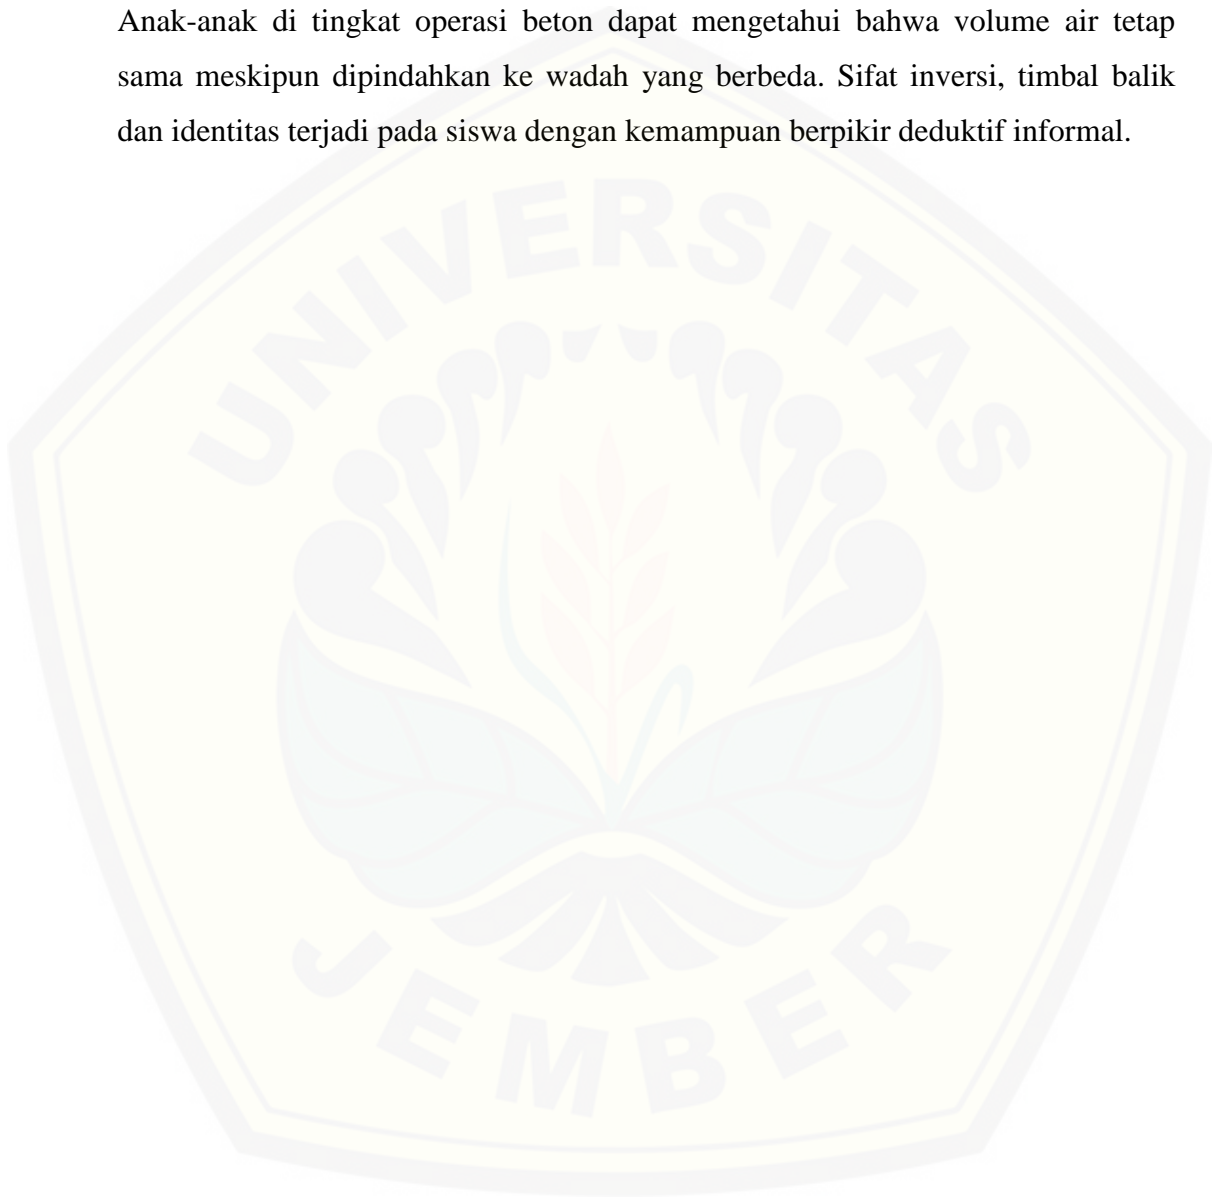 Anak-anak di tingkat operasi beton dapat mengetahui bahwa volume air tetap
sama meskipun dipindahkan ke wadah yang berbeda. Sifat inversi, timbal balik
dan identitas terjadi pada siswa dengan kemampuan berpikir deduktif informal.
UNIVERSITAS
JEMBER